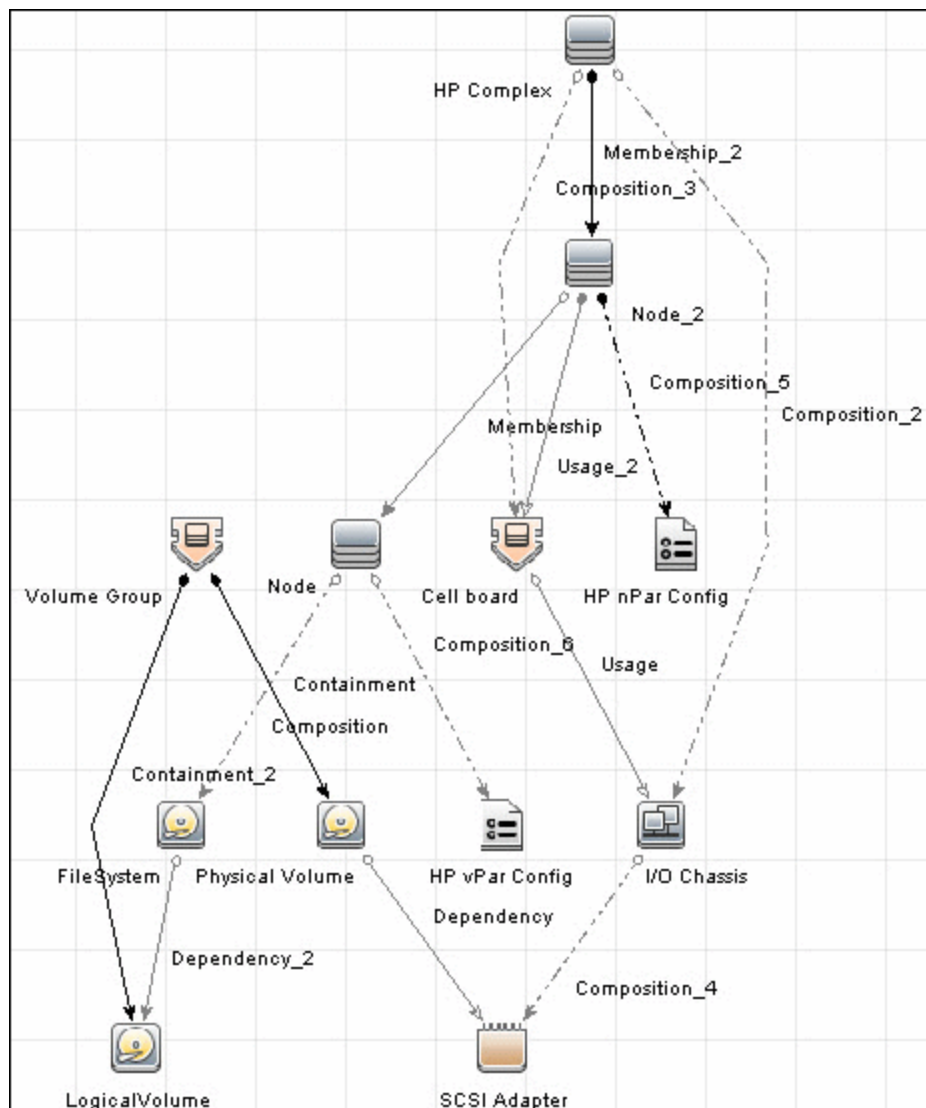 HP Complex
Membership_2
Composition_3
Node_2
Composition_5
Composition_2
Membership
Usage_2
Volume Group
Node
Cell board
HP nPar Config
Composition_6
Usage
Containment
Composition
Containment_2
FileSystem
Physical Volume
HP vPar Config
I/O Chassis
Dependency
Dependency_2
Composition_4
LogicalVolume
SCSI Adapter